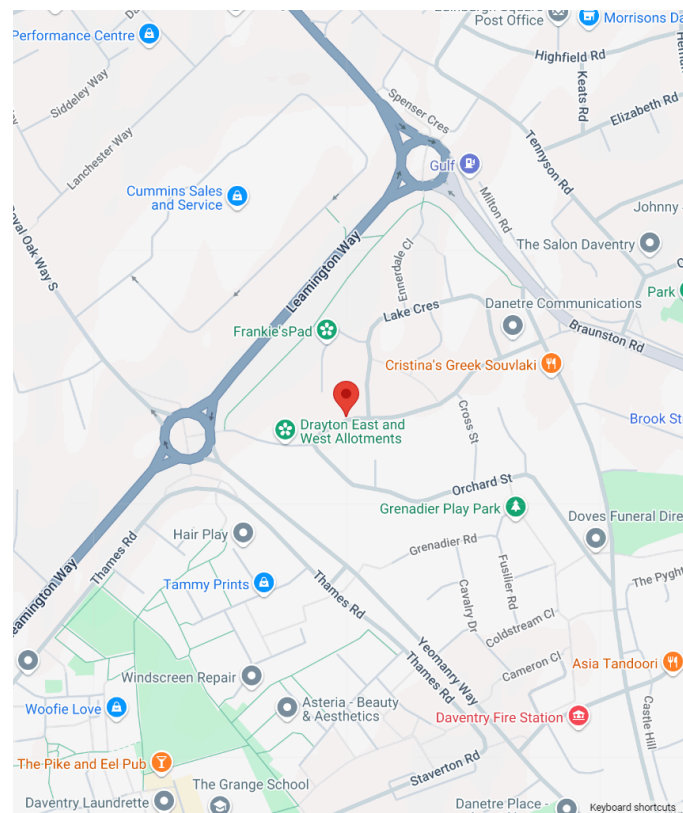 Post Office
Morrisons Da
Performance Centre
Highfield Rd
Keats Rd
Siddeley Way
Spenser Cres
Elizabeth Rd
Lanchester Way
Tennyson Rd
Gulf
Cummins Sales
and Service
Milton Rd
Johnny
oyal Oak Way S
The Salon Daventry
Leamington Way
Ennerdale Cl
Park
Lake Cres
Danetre Communications
Frankie'sPad
Braunston Rd
Cristina's Greek Souvlaki
Cross St
Brook St
Drayton East and
West Allotments
Orchard St
Grenadier Play Park
Doves Funeral Dire
Hair Play
Grenadier Rd
Thames Rd
Fusilier Rd
The Pyght
Tammy Prints
Thames Rd
Cavalry Dr
eamington Way
Coldstream Cl
Yeomanry Way
Cameron Cl
Asia Tandoori
Windscreen Repair
Thames Rd
Woofie Love
Asteria - Beauty
& Aesthetics
Daventry Fire Station
Castle Hill
The Pike and Eel Pub
Staverton Rd
The Grange School
Daventry Laundrette
Danetre Place -
Keyboard shortcuts